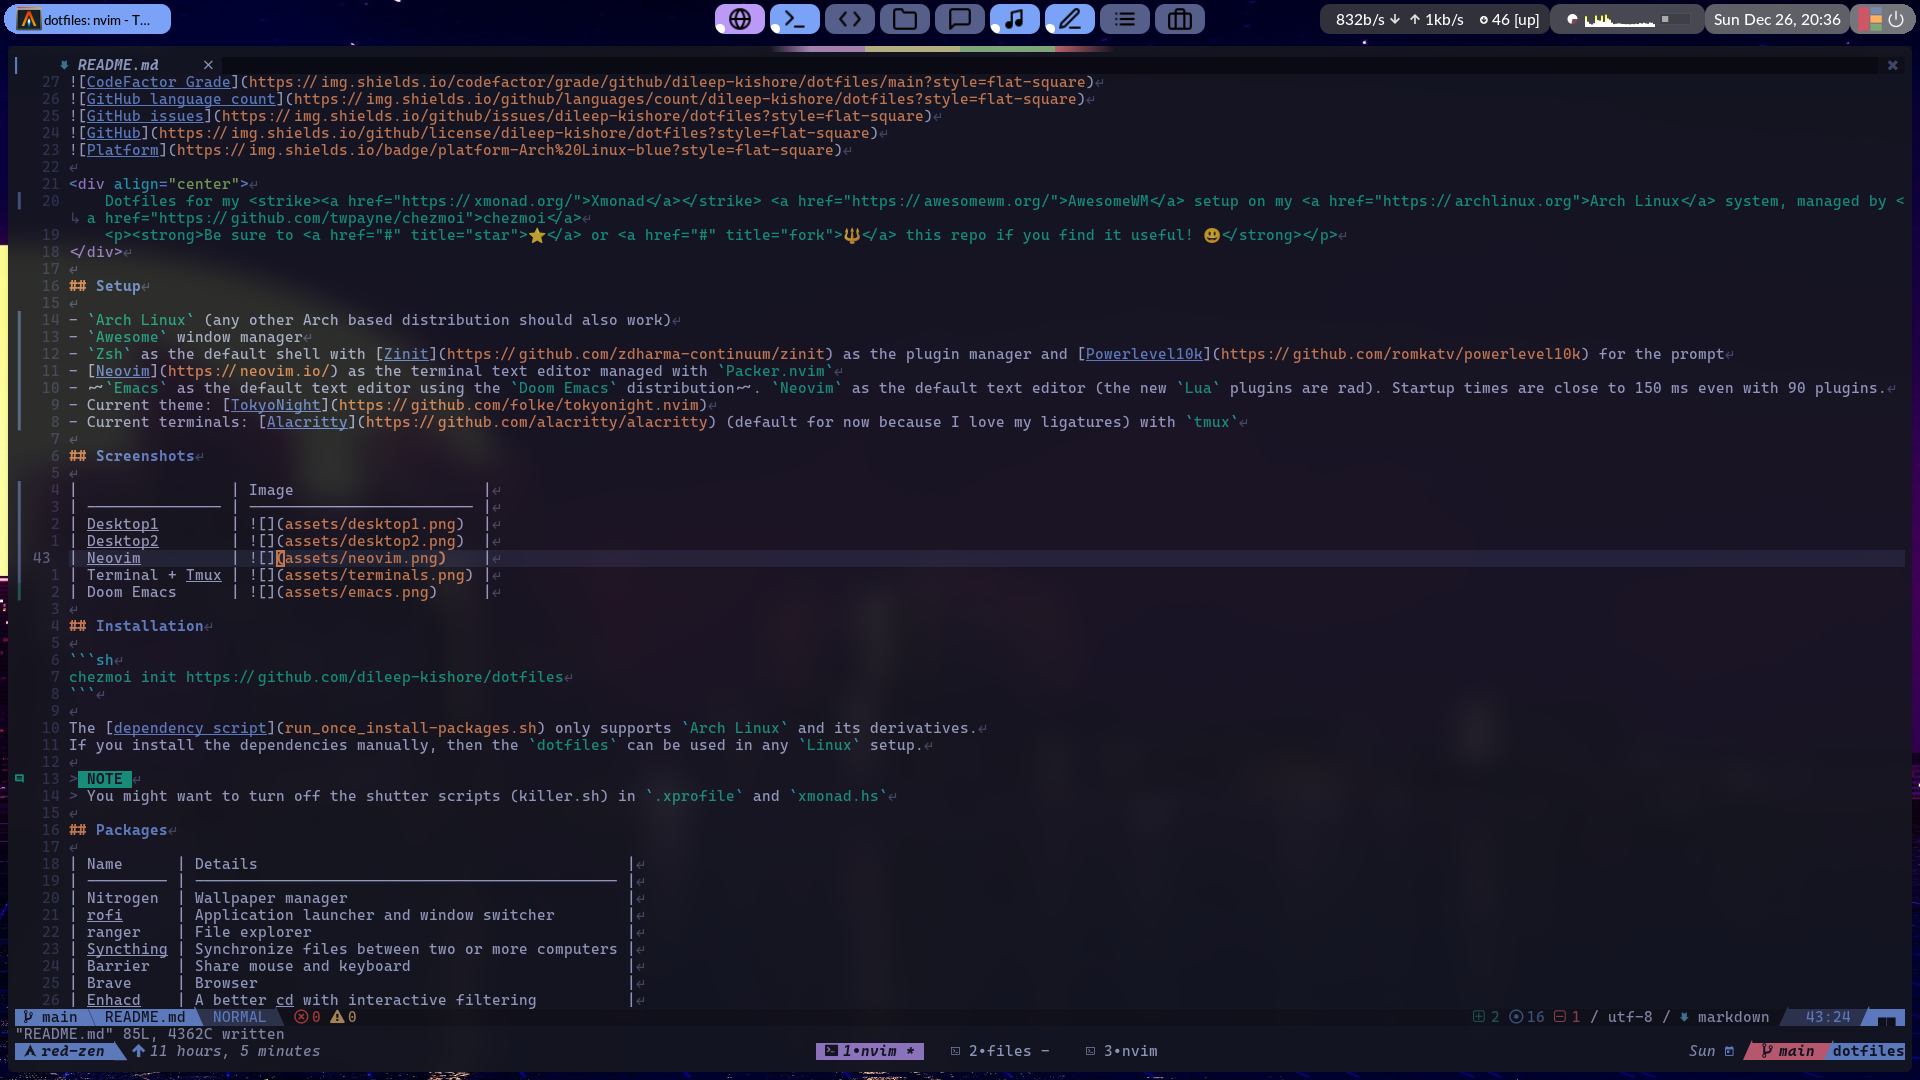 dotfiles: nvim - T...
832b/s ↓ ↑ 1kb/s
46 [up]
Sun Dec 26, 20:36
README.md ×
27 ![CodeFactor Grade](https://img.shields.io/codefactor/grade/github/dileep-kishore/dotfiles/main?style=flat-square)
26 ![GitHub language count](https://img.shields.io/github/languages/count/dileep-kishore/dotfiles?style=flat-square)
25 ![GitHub issues](https://img.shields.io/github/issues/dileep-kishore/dotfiles?style=flat-square)
24 ![GitHub](https://img.shields.io/github/license/dileep-kishore/dotfiles?style=flat-square)
23 ![Platform](https://img.shields.io/badge/platform-Arch%20Linux-blue?style=flat-square)
22
21 <div align="center">
20 Dotfiles for my <strike><a href="https://xmonad.org/">Xmonad</a></strike> <a href="https://awesomewm.org/">AwesomeWM</a> setup on my <a href="https://archlinux.org">Arch Linux</a> system, managed by <
↳ a href="https://github.com/twpayne/chezmoi">chezmoi</a>
19 <p><strong>Be sure to <a href="#" title="star">⭐</a> or <a href="#" title="fork">🔱</a> this repo if you find it useful! 😃</strong></p>
18 </div>
17
16 ## Setup
15
14 - `Arch Linux` (any other Arch based distribution should also work)
13 - `Awesome` window manager
12 - `Zsh` as the default shell with [Zinit](https://github.com/zdharma-continuum/zinit) as the plugin manager and [Powerlevel10k](https://github.com/romkatv/powerlevel10k) for the prompt
11 - [Neovim](https://neovim.io/) as the terminal text editor managed with `Packer.nvim`
10 - ~~`Emacs` as the default text editor using the `Doom Emacs` distribution~~. `Neovim` as the default text editor (the new `Lua` plugins are rad). Startup times are close to 150 ms even with 90 plugins.
9 - Current theme: [TokyoNight](https://github.com/folke/tokyonight.nvim)
8 - Current terminals: [Alacritty](https://github.com/alacritty/alacritty) (default for now because I love my ligatures) with `tmux`
7
6 ## Screenshots
5
4 | | Image |
3 | --------------- | ------------------------- |
2 | Desktop1 | ![](assets/desktop1.png) |
1 | Desktop2 | ![](assets/desktop2.png) |
43 | Neovim | ![](assets/neovim.png) |
1 | Terminal + Tmux | ![](assets/terminals.png) |
2 | Doom Emacs | ![](assets/emacs.png) |
3
4 ## Installation
5
6 ```sh
7 chezmoi init https://github.com/dileep-kishore/dotfiles
8 ```
9
10 The [dependency script](run_once_install-packages.sh) only supports `Arch Linux` and its derivatives.
11 If you install the dependencies manually, then the `dotfiles` can be used in any `Linux` setup.
12
13 > NOTE
14 > You might want to turn off the shutter scripts (killer.sh) in `.xprofile` and `xmonad.hs`
15
16 ## Packages
17
18 | Name | Details |
19 | --------- | ----------------------------------------------- |
20 | Nitrogen | Wallpaper manager |
21 | rofi | Application launcher and window switcher |
22 | ranger | File explorer |
23 | Syncthing | Synchronize files between two or more computers |
24 | Barrier | Share mouse and keyboard |
25 | Brave | Browser |
26 | Enhacd | A better cd with interactive filtering |
main README.md NORMAL 0 0 2 16 1 / utf-8 / markdown 43:24
"README.md" 85L, 4362C written
red-zen 11 hours, 5 minutes 1•nvim * 2•files - 3•nvim Sun main dotfiles